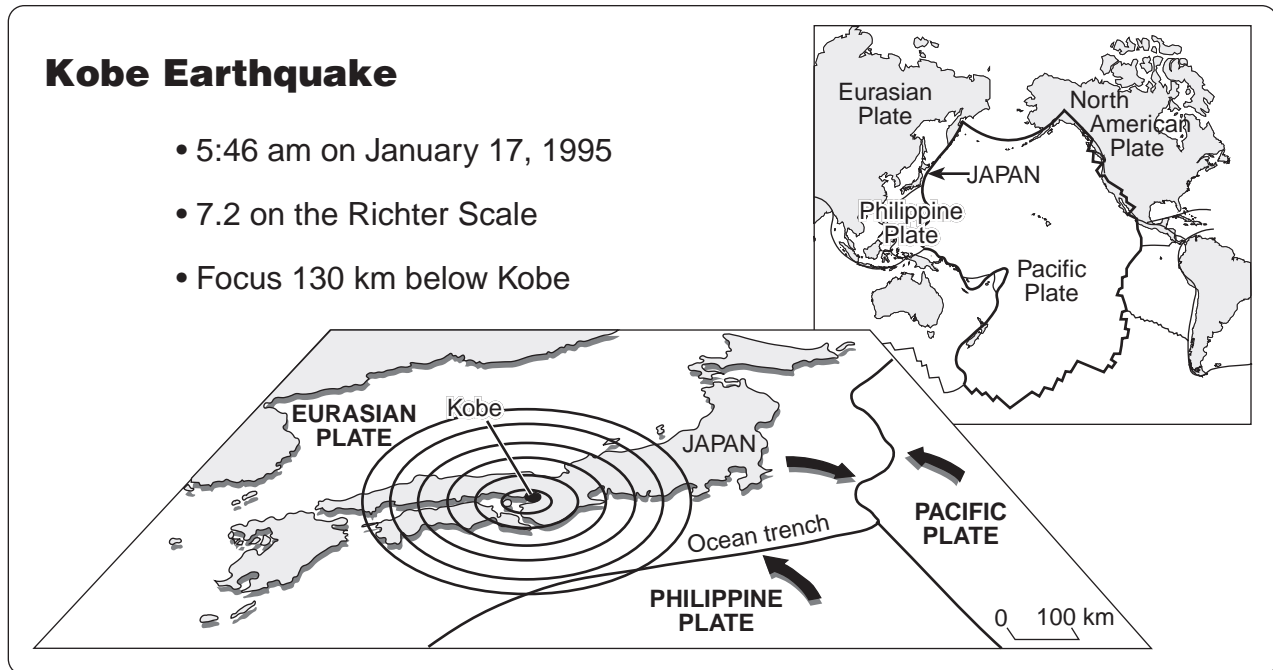 Kobe Earthquake
• 5:46 am on January 17, 1995
• 7.2 on the Richter Scale
• Focus 130 km below Kobe
Eurasian
Plate
North
American
Plate
JAPAN
Philippine
Plate
Pacific
Plate
EURASIAN
PLATE
Kobe
JAPAN
PACIFIC
PLATE
Ocean trench
PHILIPPINE
PLATE
0 100 km